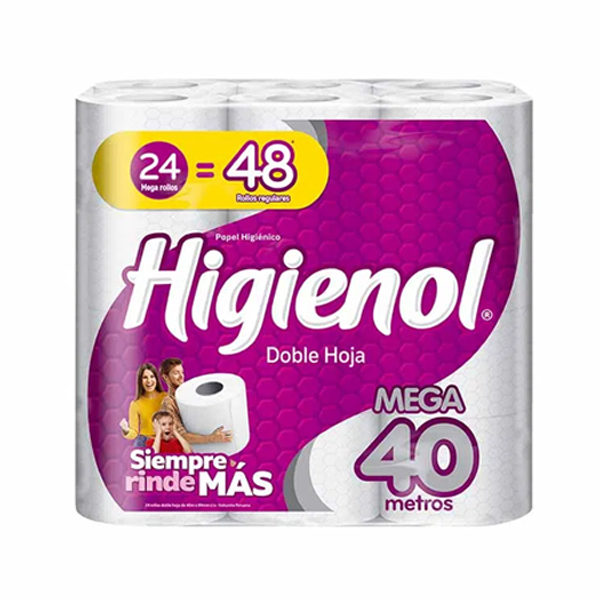 24 = 48*
Mega rollos
Rollos regulares
Papel Higiénico
Higienol®
Doble Hoja
MEGA
40
metros
Siempre
rinde MÁS